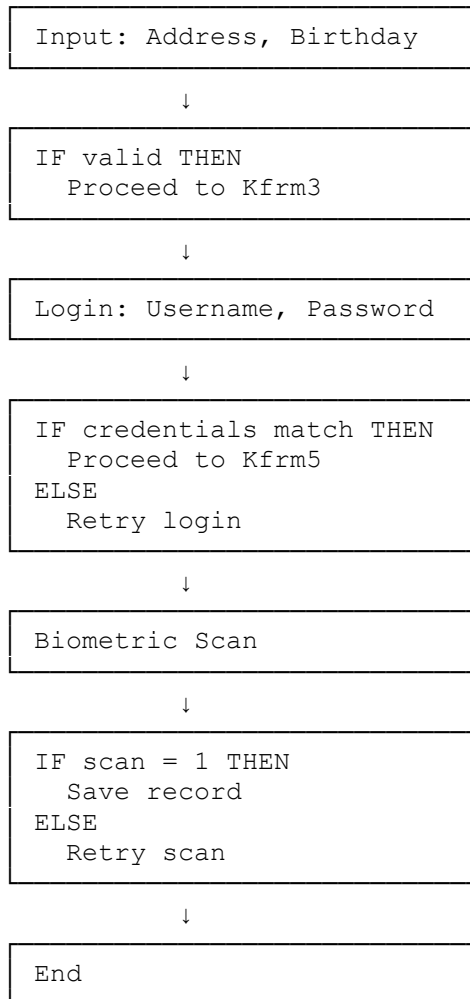 Input: Address, Birthday
↓
IF valid THEN
Proceed to Kfrm3
↓
Login: Username, Password
↓
IF credentials match THEN
Proceed to Kfrm5
ELSE
Retry login
↓
Biometric Scan
↓
IF scan = 1 THEN
Save record
ELSE
Retry scan
↓
End